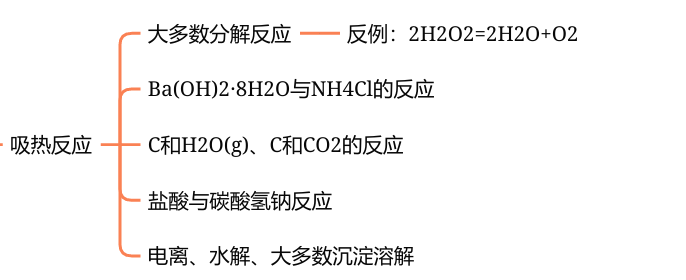 大多数分解反应
反例：2H2O2=2H2O+O2
Ba(OH)2·8H2O与NH4Cl的反应
吸热反应
C和H2O(g)、C和CO2的反应
盐酸与碳酸氢钠反应
电离、水解、大多数沉淀溶解